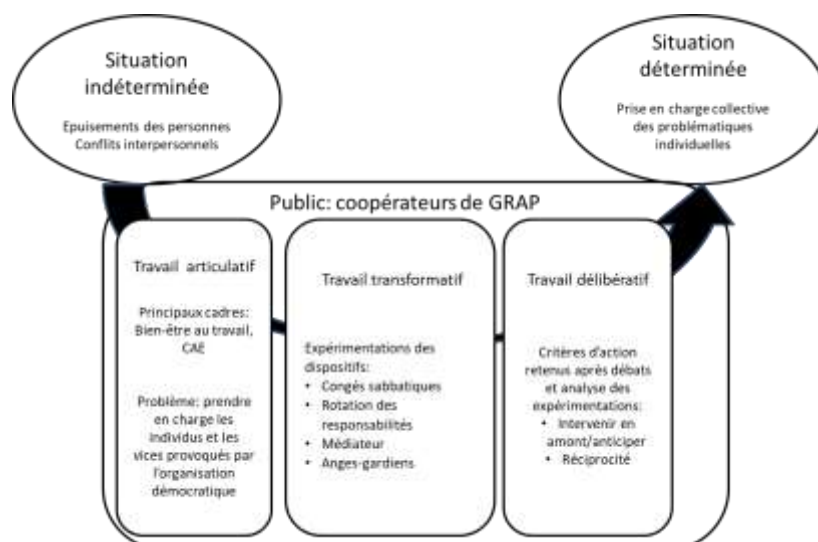 Situation
indéterminée
Epuisements des personnes
Conflits interpersonnels
Situation
déterminée
Prise en charge collective
des problématiques
individuelles
Public: coopérateurs de GRAP
Travail articulatif
Principaux cadres:
Bien-être au travail,
CAE
Problème: prendre
en charge les
individus et les
vices provoqués par
l'organisation
démocratique
Travail transformatif
Expérimentations des
dispositifs:
• Congés sabbatiques
• Rotation des
responsabilités
• Médiateur
• Anges-gardiens
Travail délibératif
Critères d'action
retenus après débats
et analyse des
expérimentations:
• Intervenir en
amont/anticiper
• Réciprocité